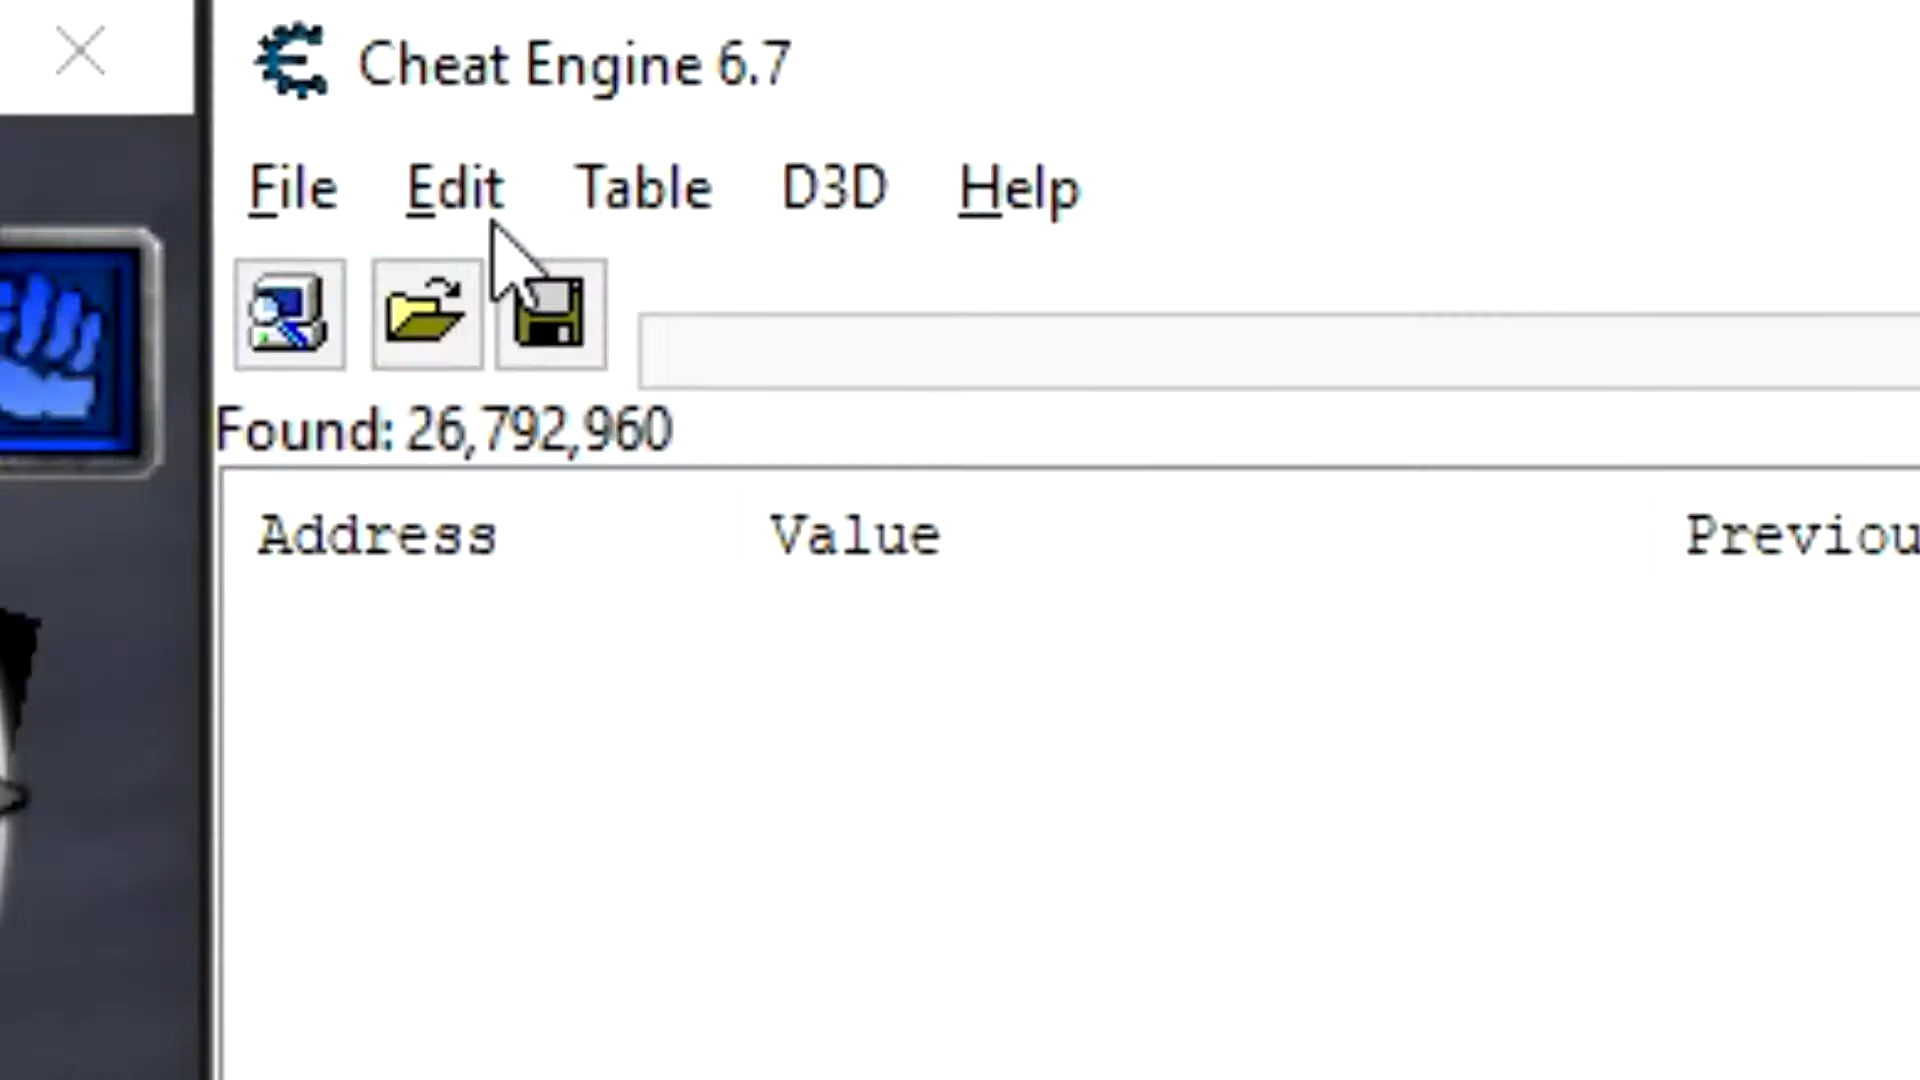 Cheat Engine 6.7
File Edit Table D3D Help
Found: 26,792,960
Address Value Previou